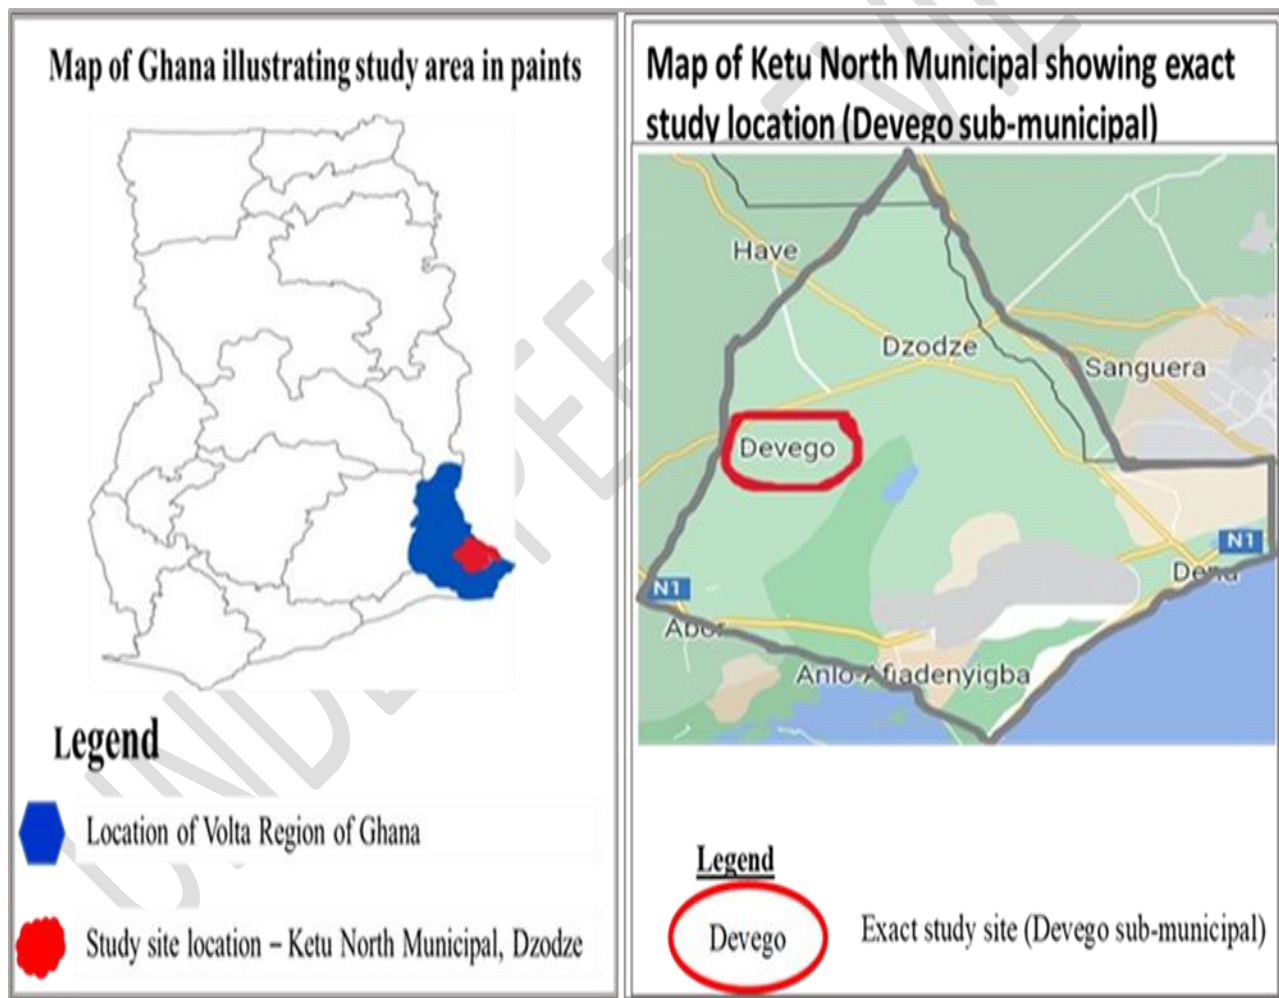 Map of Ghana illustrating study area in paints
Legend
Location of Volta Region of Ghana
Study site location – Ketu North Municipal, Dzodze
Map of Ketu North Municipal showing exact
study location (Devego sub-municipal)
Have
Dzodze
Sanguera
Devego
N1
N1
Denu
Abor
Anlo-Afiadenyigba
Legend
Devego
Exact study site (Devego sub-municipal)